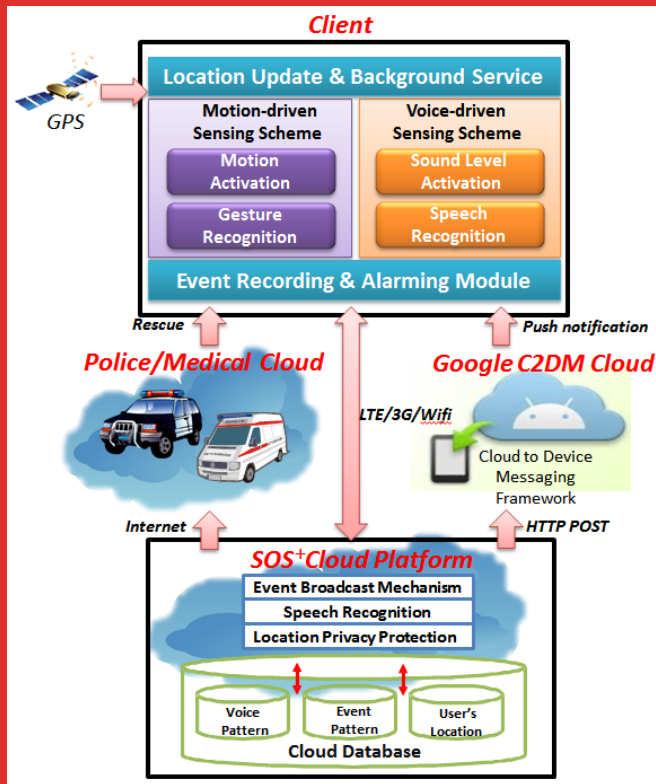 Client
Location Update & Background Service
GPS
Motion-driven
Sensing Scheme
Motion
Activation
Gesture
Recognition
Voice-driven
Sensing Scheme
Sound Level
Activation
Speech
Recognition
Event Recording & Alarming Module
Rescue
Push notification
Police/Medical Cloud
Google C2DM Cloud
LTE/3G/Wifi
Cloud to Device
Messaging
Framework
Internet
HTTP POST
SOS+Cloud Platform
Event Broadcast Mechanism
Speech Recognition
Location Privacy Protection
Voice
Pattern
Event
Pattern
User's
Location
Cloud Database